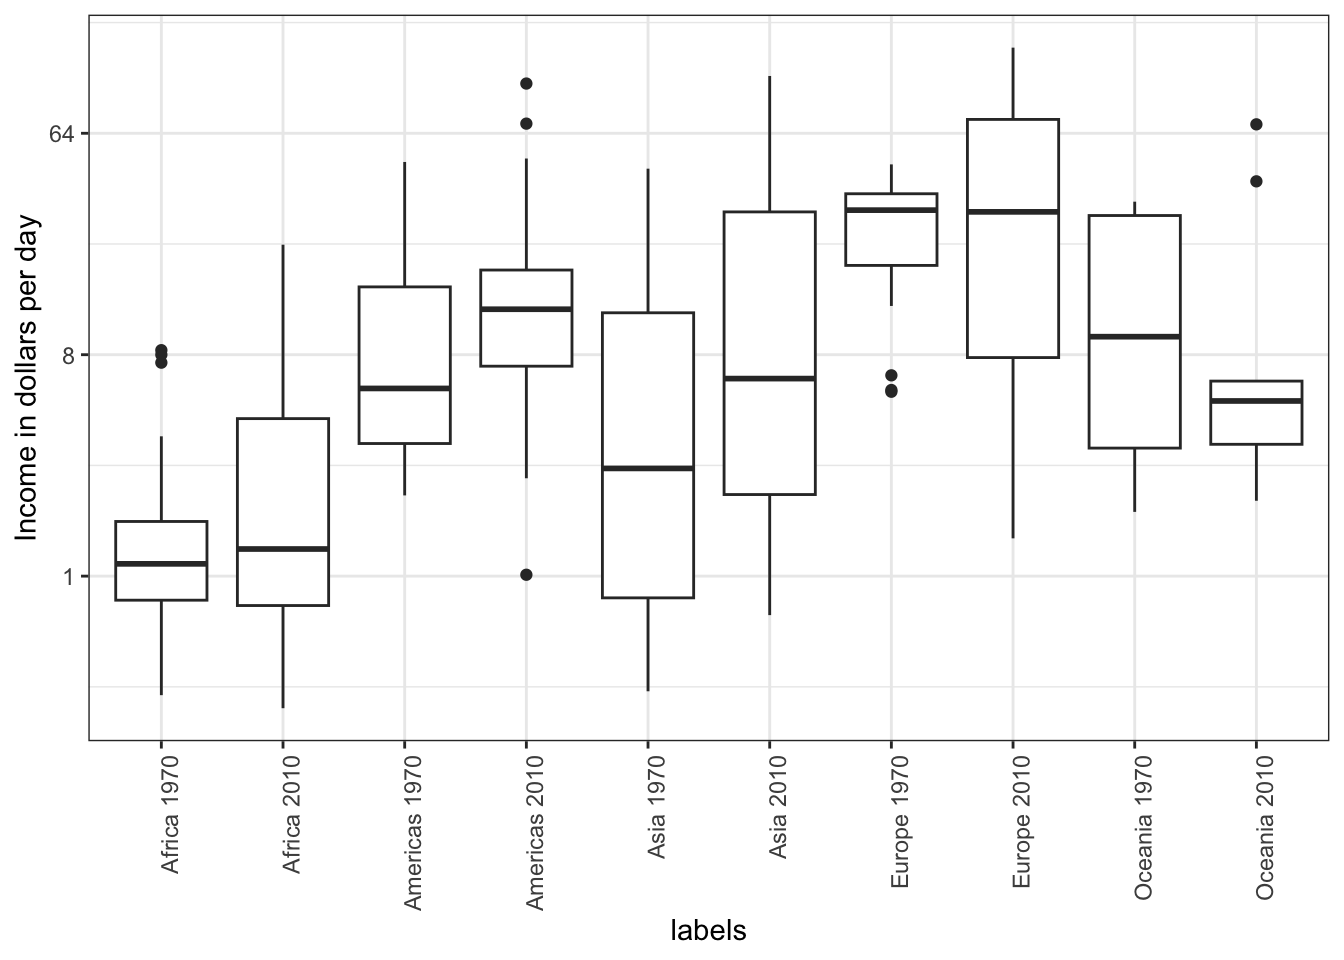 Income in dollars per day
64
8
1
Africa 1970
Africa 2010
Americas 1970
Americas 2010
Asia 1970
Asia 2010
Europe 1970
Europe 2010
Oceania 1970
Oceania 2010
labels